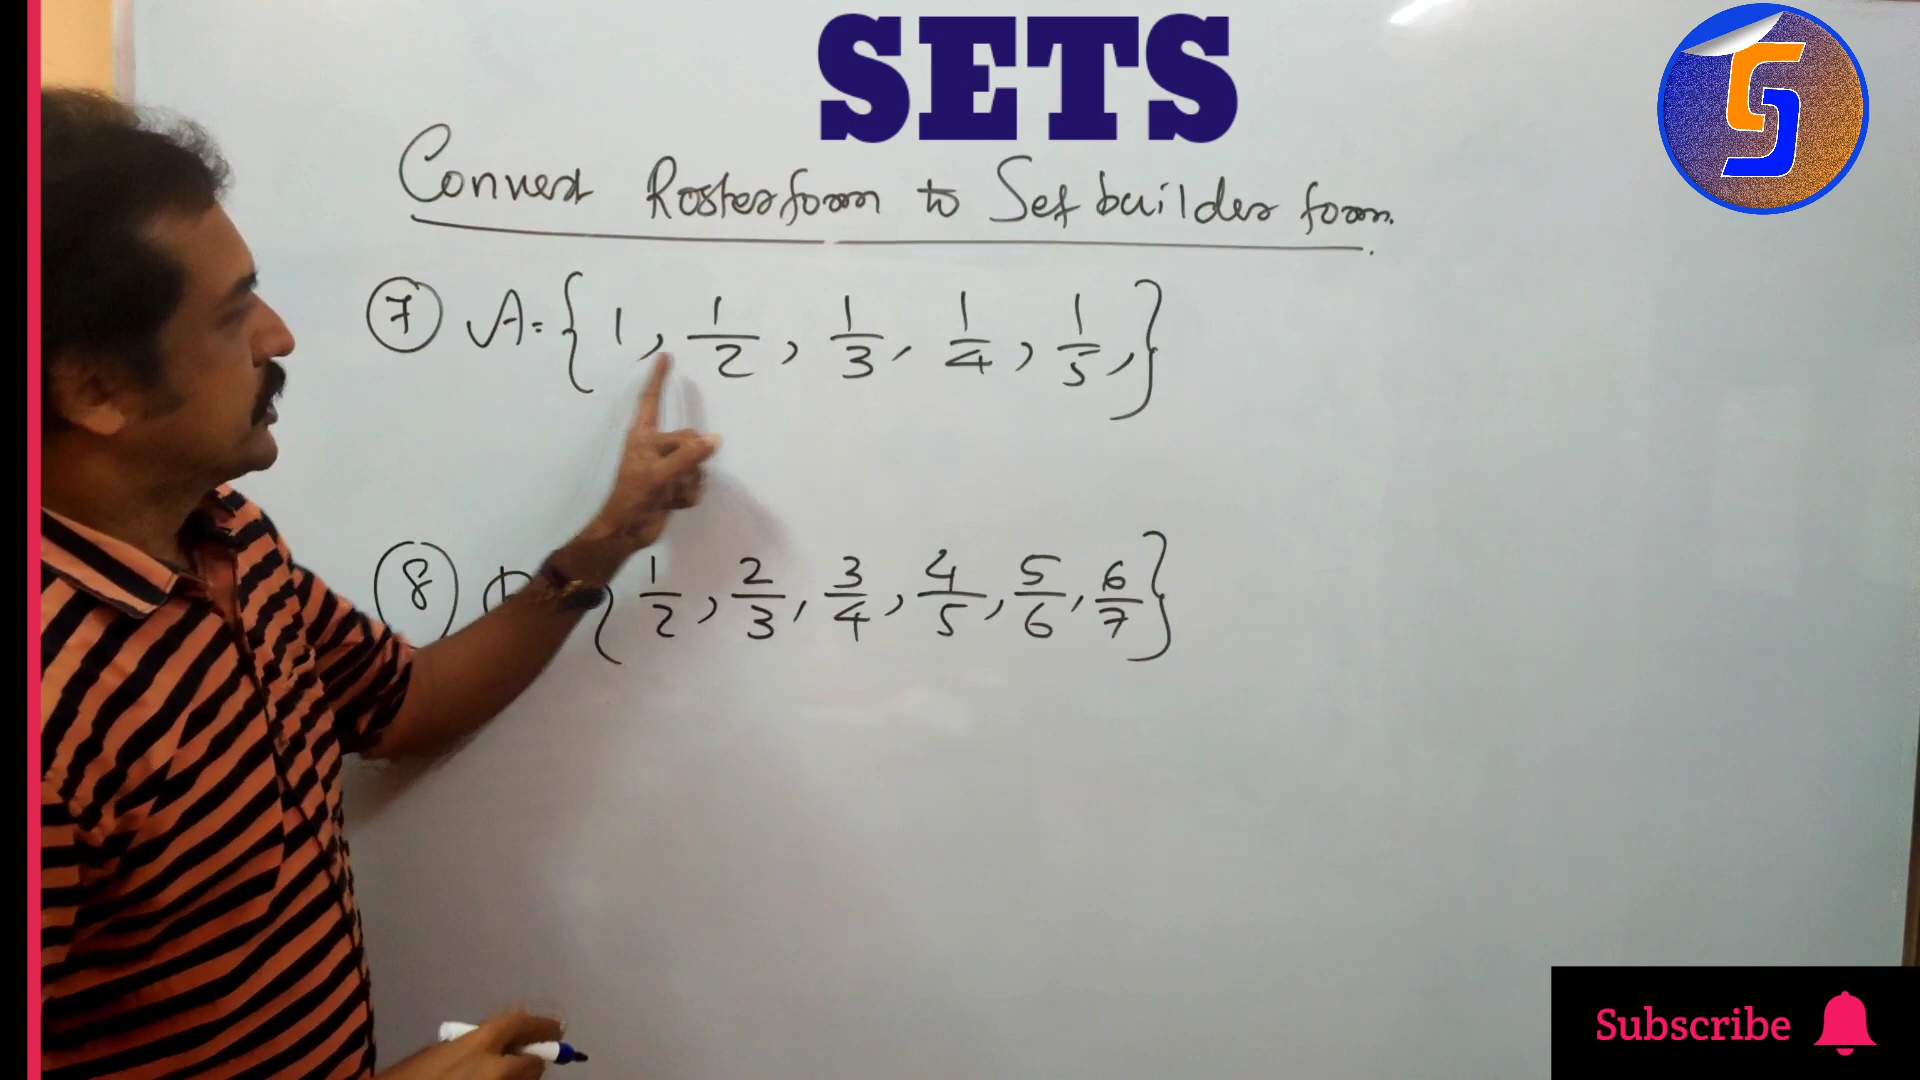 SETS
Convert Roster form to Set builder form.
7 A = { 1, 1/2, 1/3, 1/4, 1/5, }
8 { 1/2, 2/3, 3/4, 4/5, 5/6, 6/7 }
Subscribe